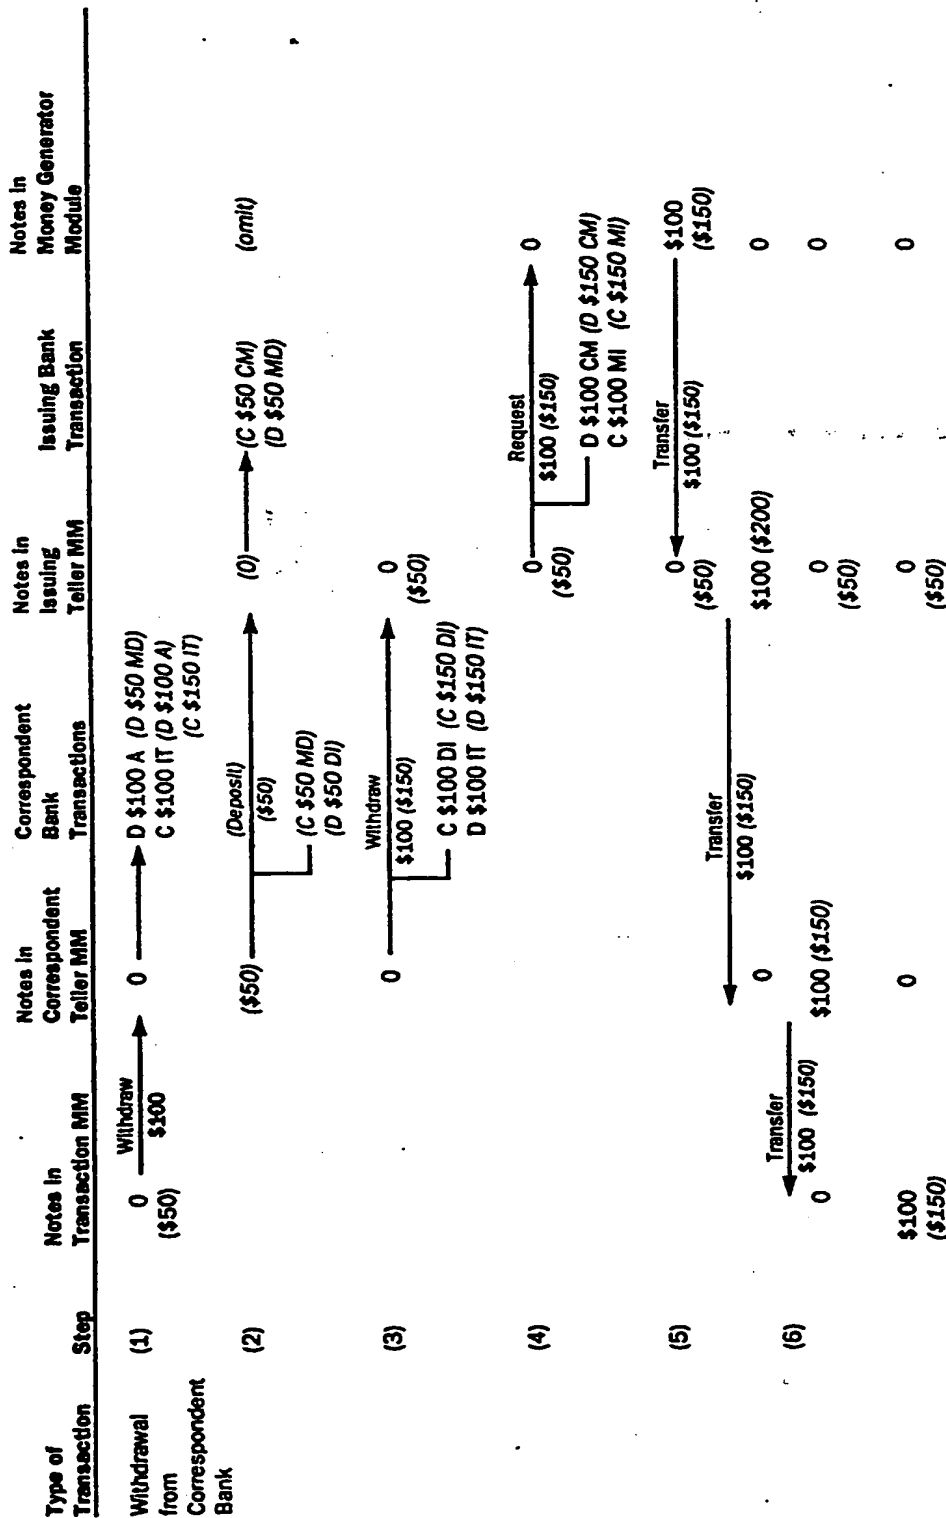 Type of
Transaction
Step
Notes in
Transaction MM
Notes in
Correspondent
Teller MM
Correspondent
Bank
Transactions
Notes in
Issuing
Teller MM
Issuing Bank
Transaction
Notes in
Money Generator
Module
Withdrawal
from
Correspondent
Bank
(1)
0
($50)
Withdraw
$100
0
D $100 A (D $50 MD)
C $100 IT (D $100 A)
(C $150 IT)
(2)
($50)
(Deposit)
($50)
(C $50 MD)
(D $50 DI)
(0)
(C $50 CM)
(D $50 MD)
(omit)
(3)
0
Withdraw
$100 ($150)
C $100 DI (C $150 DI)
D $100 IT (D $150 IT)
0
($50)
(4)
0
($50)
Request
$100 ($150)
D $100 CM (D $150 CM)
C $100 MI (C $150 MI)
0
(5)
0
($50)
Transfer
$100 ($150)
$100
($150)
Transfer
$100 ($150)
0
$100 ($200)
0
(6)
Transfer
$100 ($150)
0
$100 ($150)
0
($50)
0
$100
($150)
0
0
($50)
0